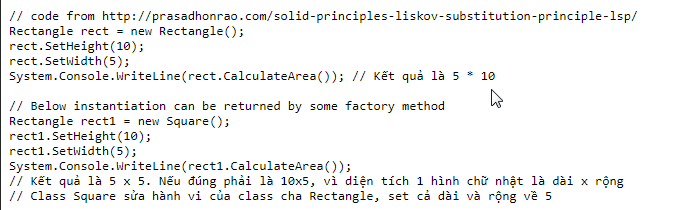 // code from http://prasadhonrao.com/solid-principles-liskov-substitution-principle-lsp/
Rectangle rect = new Rectangle();
rect.SetHeight(10);
rect.SetWidth(5);
System.Console.WriteLine(rect.CalculateArea()); // Kết quả là 5 * 10

// Below instantiation can be returned by some factory method
Rectangle rect1 = new Square();
rect1.SetHeight(10);
rect1.SetWidth(5);
System.Console.WriteLine(rect1.CalculateArea());
// Kết quả là 5 x 5. Nếu đúng phải là 10x5, vì diện tích 1 hình chữ nhật là dài x rộng
// Class Square sửa hành vi của class cha Rectangle, set cả dài và rộng về 5